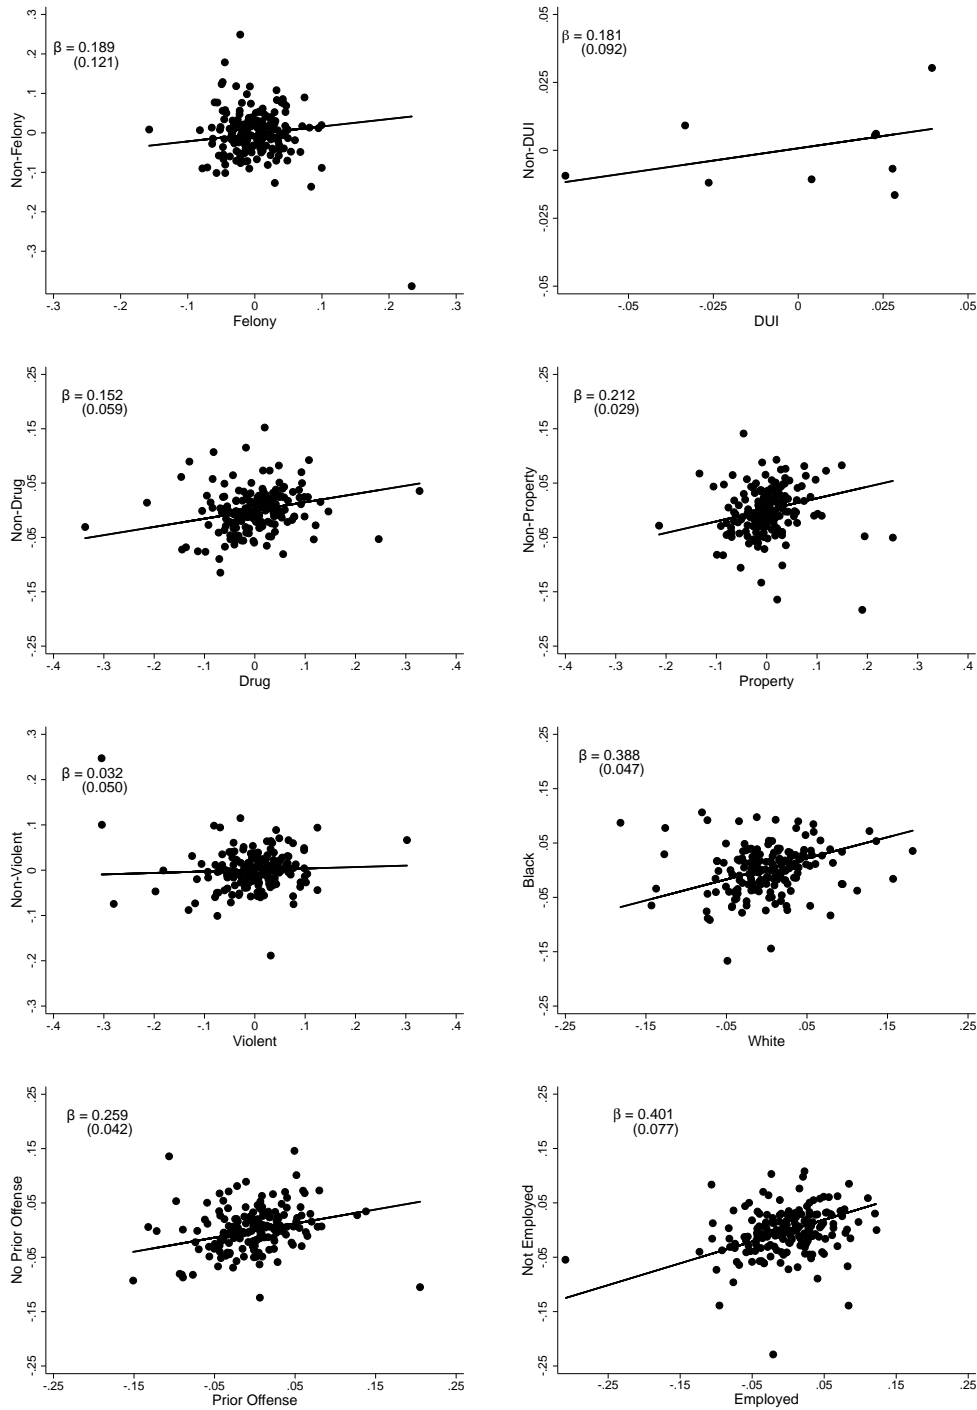 β = 0.189
(0.121)
.3
.2
.1
0
-.1
-.2
-.3
Non-Felony
-.3 -.2 -.1 0 .1 .2 .3
Felony
β = 0.181
(0.092)
.05
.025
0
-.025
-.05
Non-DUI
-.05 -.025 0 .025 .05
DUI
β = 0.152
(0.059)
.25
.15
.05
-.05
-.15
-.25
Non-Drug
-.4 -.3 -.2 -.1 0 .1 .2 .3 .4
Drug
β = 0.212
(0.029)
.25
.15
.05
-.05
-.15
-.25
Non-Property
-.4 -.3 -.2 -.1 0 .1 .2 .3 .4
Property
β = 0.032
(0.050)
.3
.2
.1
0
-.1
-.2
-.3
Non-Violent
-.4 -.3 -.2 -.1 0 .1 .2 .3 .4
Violent
β = 0.388
(0.047)
.25
.15
.05
-.05
-.15
-.25
Black
-.25 -.15 -.05 .05 .15 .25
White
β = 0.259
(0.042)
.25
.15
.05
-.05
-.15
-.25
No Prior Offense
-.25 -.15 -.05 .05 .15 .25
Prior Offense
β = 0.401
(0.077)
.25
.15
.05
-.05
-.15
-.25
Not Employed
-.25 -.15 -.05 .05 .15 .25
Employed